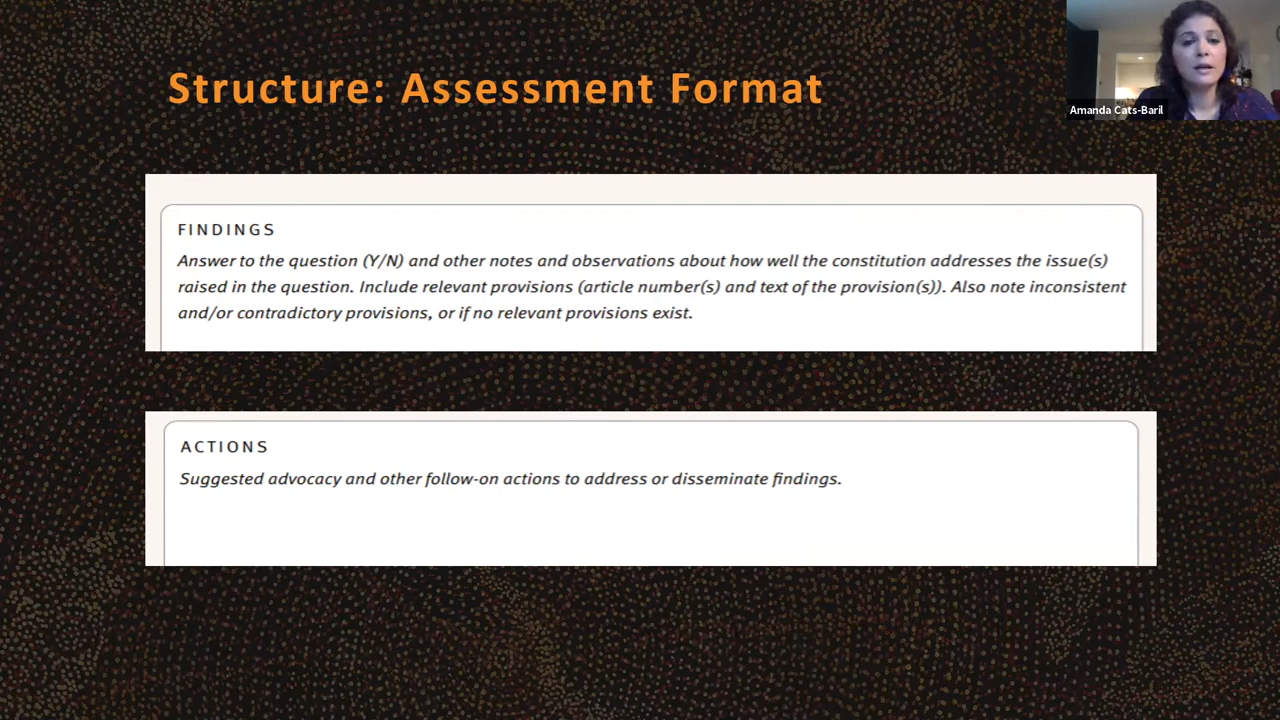 Structure: Assessment Format
Amanda Cats-Baril
FINDINGS
Answer to the question (Y/N) and other notes and observations about how well the constitution addresses the issue(s)
raised in the question. Include relevant provisions (article number(s) and text of the provision(s)). Also note inconsistent
and/or contradictory provisions, or if no relevant provisions exist.
ACTIONS
Suggested advocacy and other follow-on actions to address or disseminate findings.